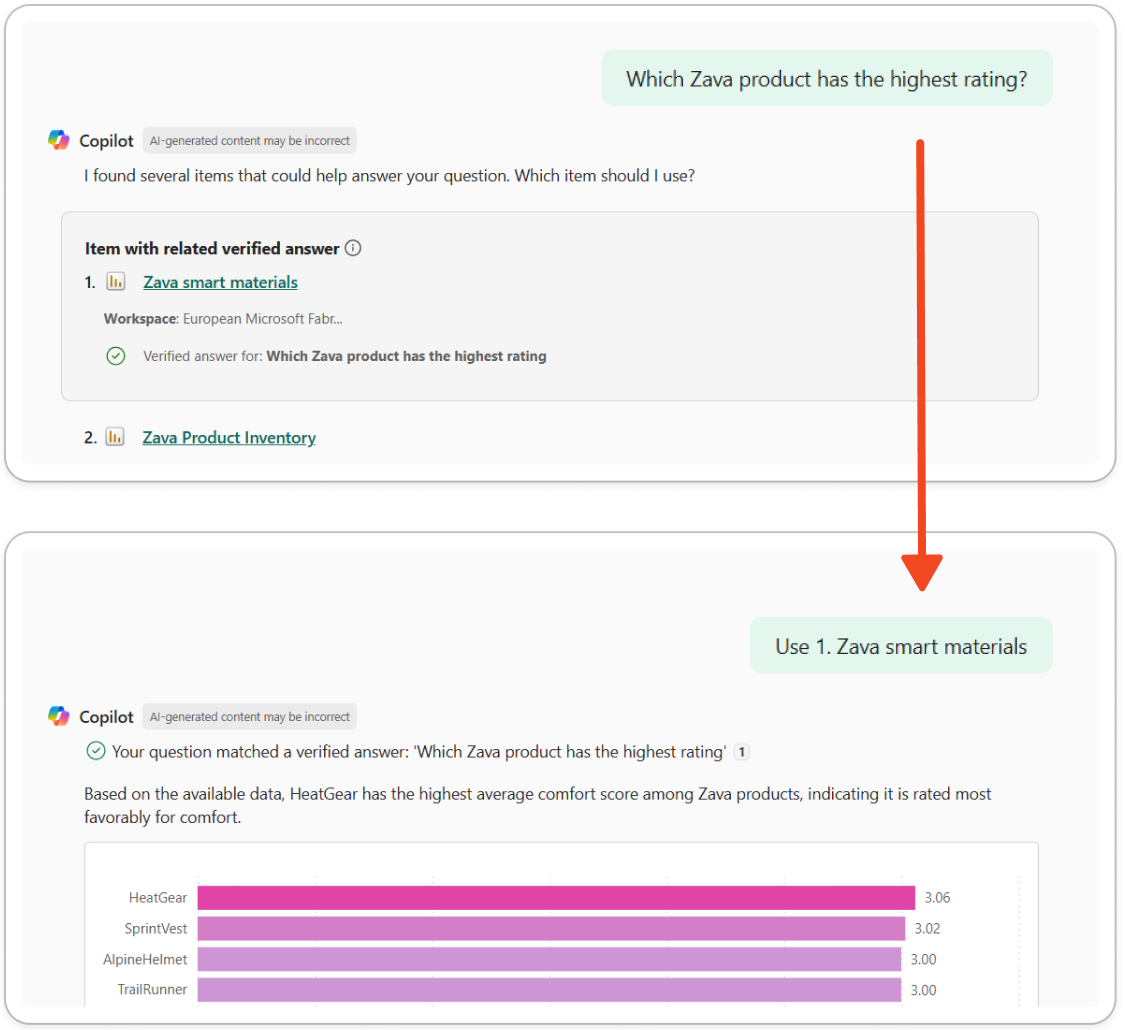 Which Zava product has the highest rating?
Copilot AI-generated content may be incorrect
I found several items that could help answer your question. Which item should I use?
Item with related verified answer
1. Zava smart materials
Workspace: European Microsoft Fabr...
Verified answer for: Which Zava product has the highest rating
2. Zava Product Inventory
Use 1. Zava smart materials
Copilot AI-generated content may be incorrect
Your question matched a verified answer: 'Which Zava product has the highest rating' 1
Based on the available data, HeatGear has the highest average comfort score among Zava products, indicating it is rated most
favorably for comfort.
HeatGear 3.06
SprintVest 3.02
AlpineHelmet 3.00
TrailRunner 3.00